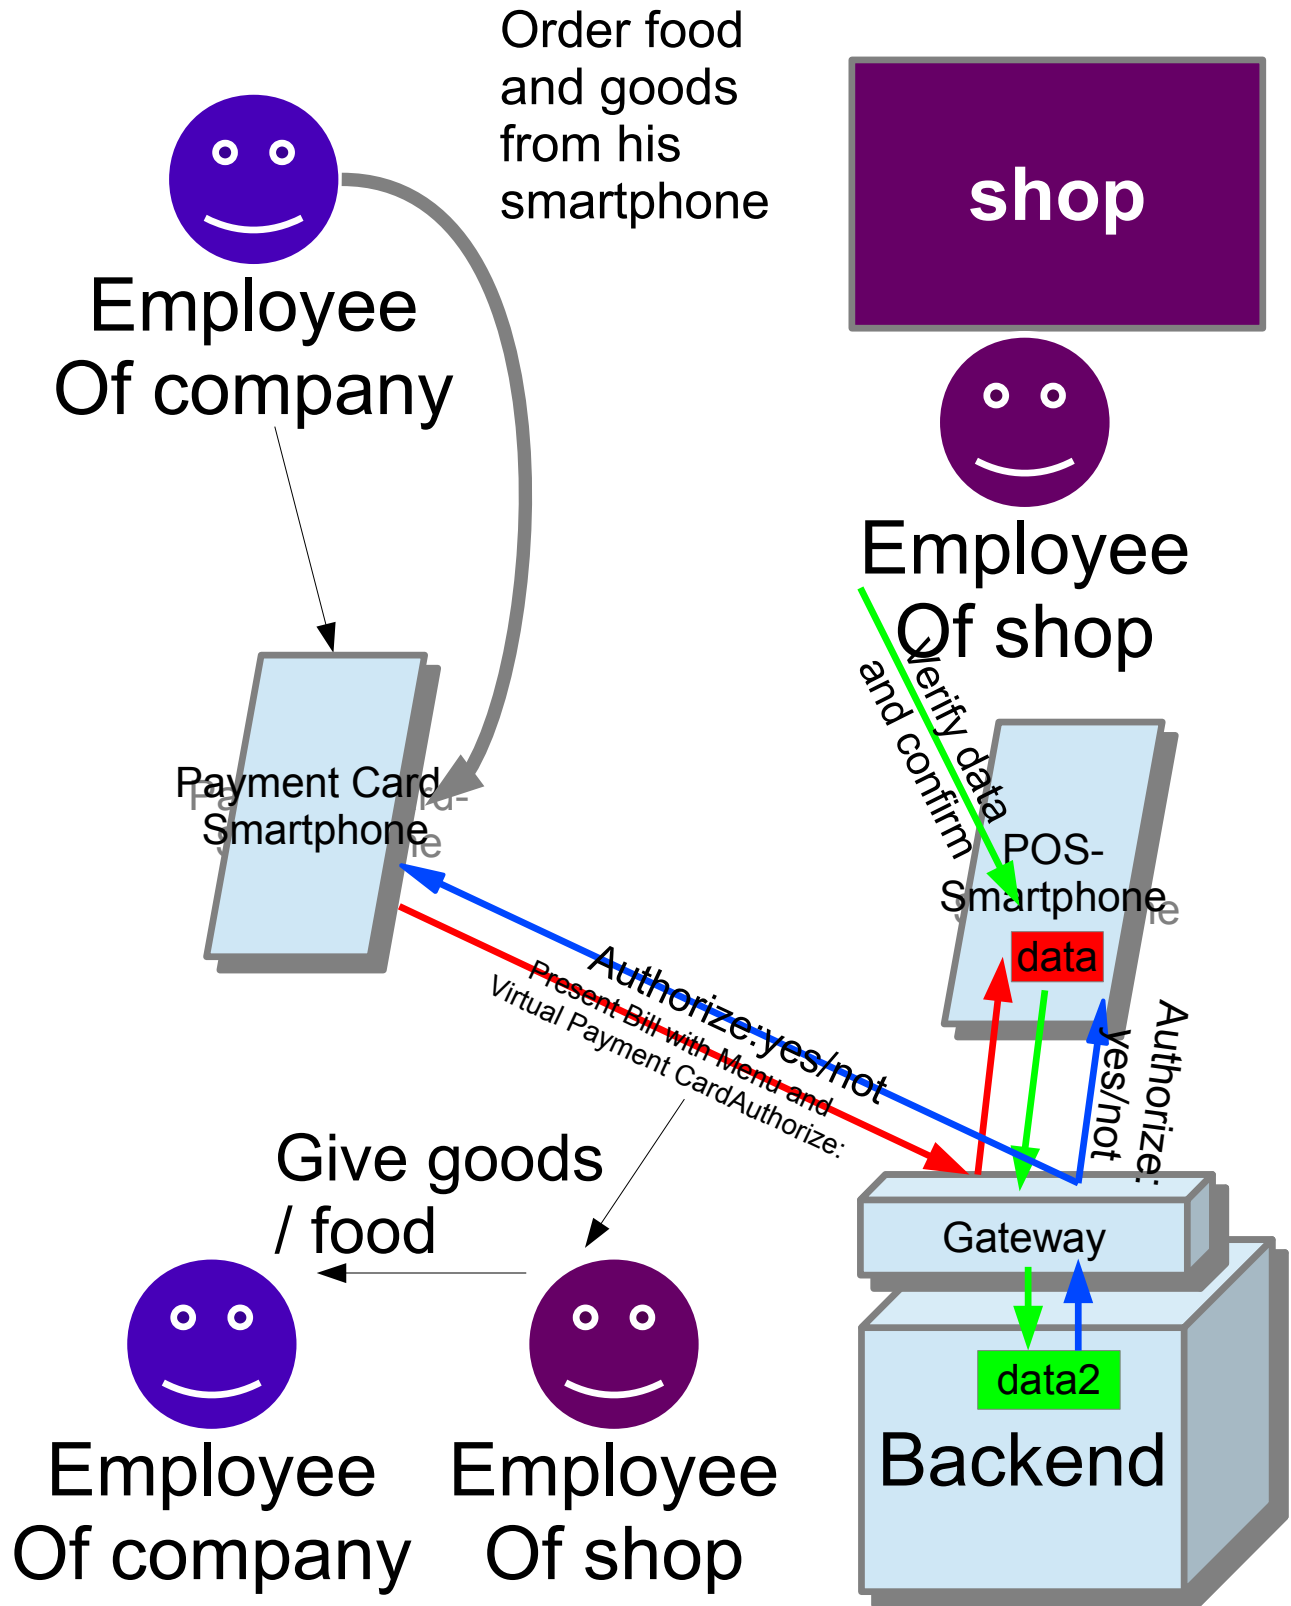 Order food
and goods
from his
smartphone
shop
Employee
Of company
Employee
Of shop
Verify data
and confirm
Payment Card-
Smartphone
POS-
Smartphone
data
Authorize:yes/not
Present Bill with Menu and
Virtual Payment CardAuthorize:
Authorize:
yes/not
Give goods
/ food
Gateway
data2
Backend
Employee
Of company
Employee
Of shop